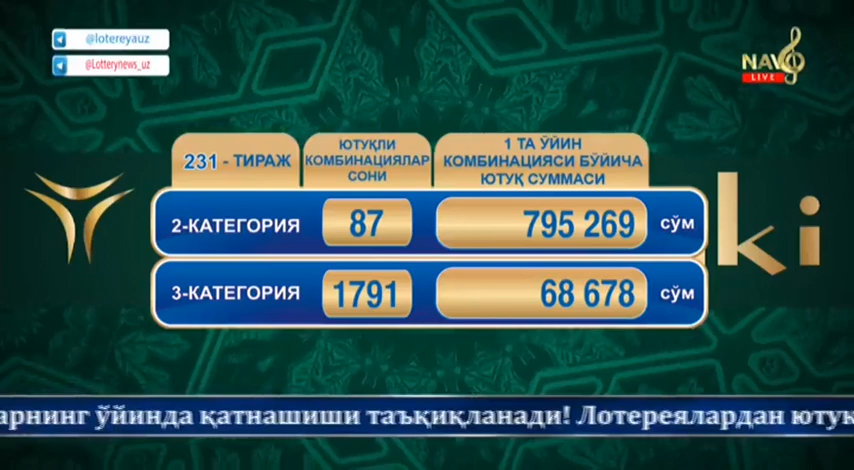 @lotereyauz
@Lotterynews_uz
NAVO
LIVE
231 - ТИРАЖ
ЮТУҚЛИ
КОМБИНАЦИЯЛАР
СОНИ
1 ТА ЎЙИН
КОМБИНАЦИЯСИ БЎЙИЧА
ЮТУҚ СУММАСИ
2-КАТЕГОРИЯ 87 795 269 сўм
3-КАТЕГОРИЯ 1791 68 678 сўм
ki
арнинг ўйинда қатнашиши таъқиқланади! Лотереялардан ютуқ